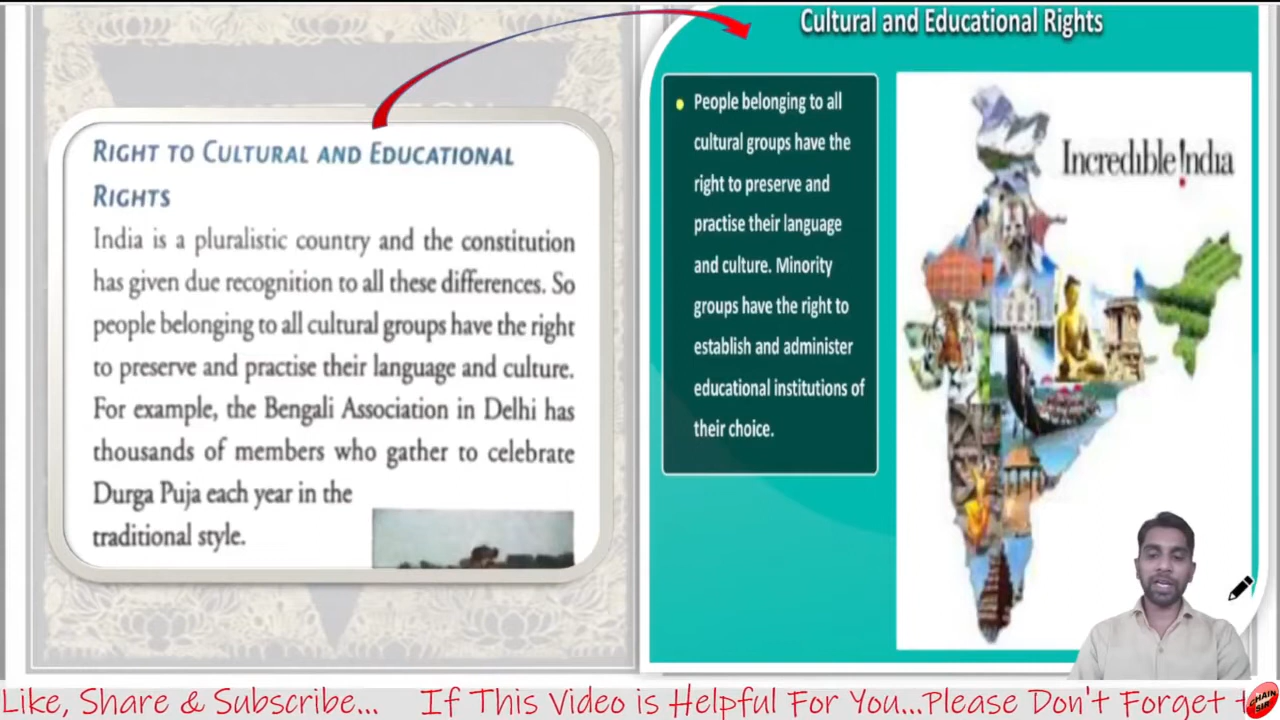 RIGHT TO CULTURAL AND EDUCATIONAL
RIGHTS
India is a pluralistic country and the constitution
has given due recognition to all these differences. So
people belonging to all cultural groups have the right
to preserve and practise their language and culture.
For example, the Bengali Association in Delhi has
thousands of members who gather to celebrate
Durga Puja each year in the
traditional style.
Cultural and Educational Rights
People belonging to all
cultural groups have the
right to preserve and
practise their language
and culture. Minority
groups have the right to
establish and administer
educational institutions of
their choice.
Incredible !ndia
Like, Share & Subscribe... If This Video is Helpful For You...Please Don't Forget t
CHAIN
SIR